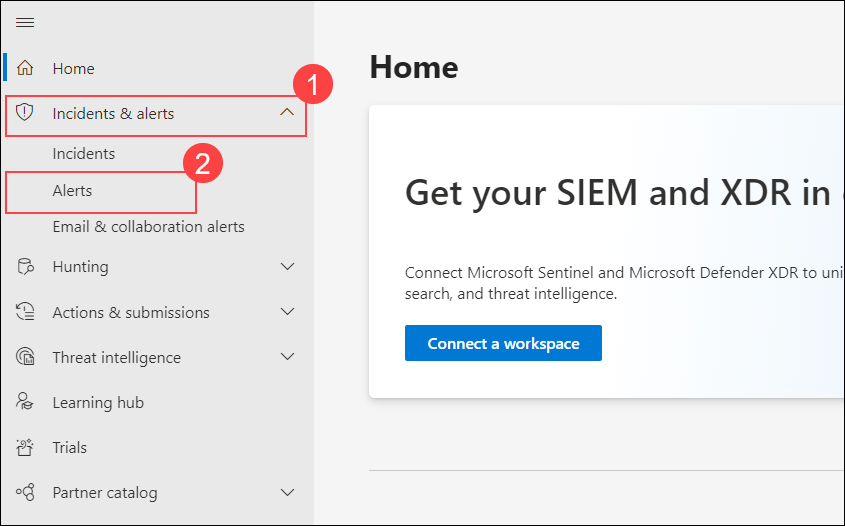 Home
1
Incidents & alerts
Incidents
2
Alerts
Email & collaboration alerts
Hunting
Actions & submissions
Threat intelligence
Learning hub
Trials
Partner catalog
Home
Get your SIEM and XDR in
Connect Microsoft Sentinel and Microsoft Defender XDR to uni
search, and threat intelligence.
Connect a workspace